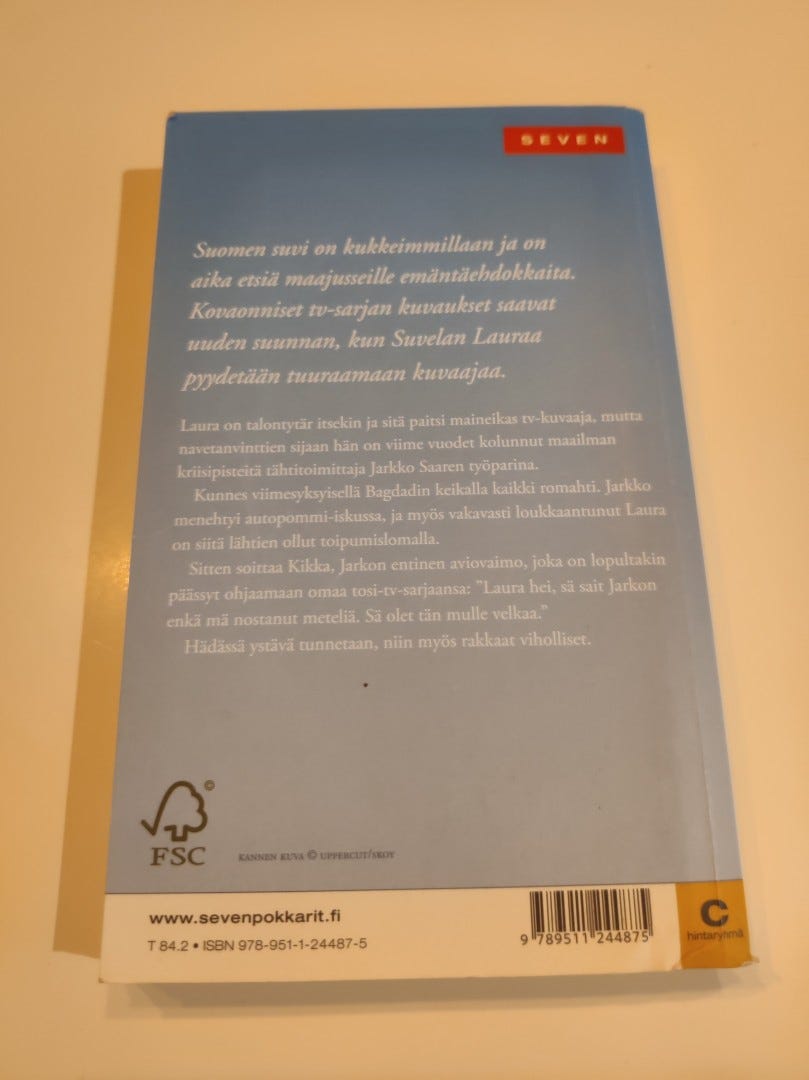 SEVEN
Suomen suvi on kukkeimmillaan ja on
aika etsiä maajusseille emäntäehdokkaita.
Kovaonniset tv-sarjan kuvaukset saavat
uuden suunnan, kun Suvelan Lauraa
pyydetään tuuraamaan kuvaajaa.
Laura on talontytär itsekin ja sitä paitsi maineikas tv-kuvaaja, mutta
navetanvinttien sijaan hän on viime vuodet kolunnut maailman
kriisipisteitä tähtitoimittaja Jarkko Saaren työparina.
Kunnes viimesyksyisellä Bagdadin keikalla kaikki romahti. Jarkko
menehtyi autopommi-iskussa, ja myös vakavasti loukkaantunut Laura
on siitä lähtien ollut toipumislomalla.
Sitten soittaa Kikka, Jarkon entinen aviovaimo, joka on lopultakin
päässyt ohjaamaan omaa tosi-tv-sarjaansa: ”Laura hei, sä sait Jarkon
enkä mä nostanut meteliä. Sä olet tän mulle velkaa.”
Hädässä ystävä tunnetaan, niin myös rakkaat viholliset.
©
FSC
KANNEN KUVA © UPPERCUT/SKOY
www.sevenpokkarit.fi
T 84.2 • ISBN 978-951-1-24487-5
9 789511 244875
C
hintaryhmä